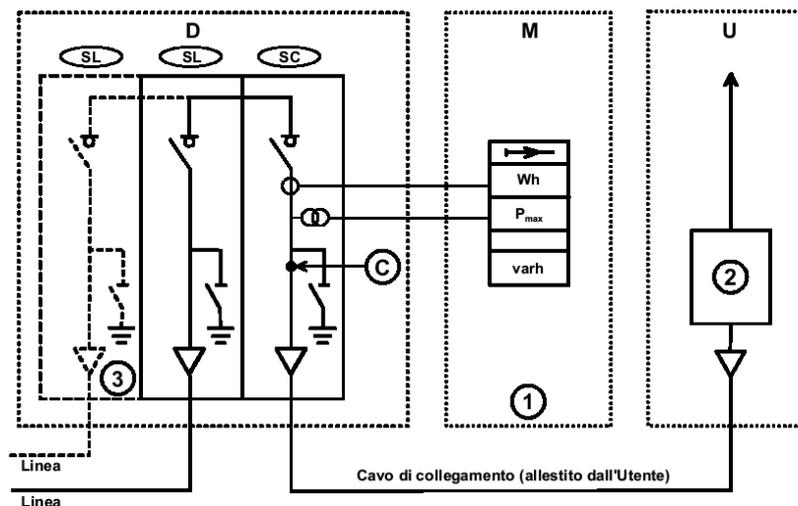 D
M
U
SL
SL
SC
Wh
Pmax
varh
C
2
3
1
Linea
Cavo di collegamento (allestito dall'Utente)
Linea